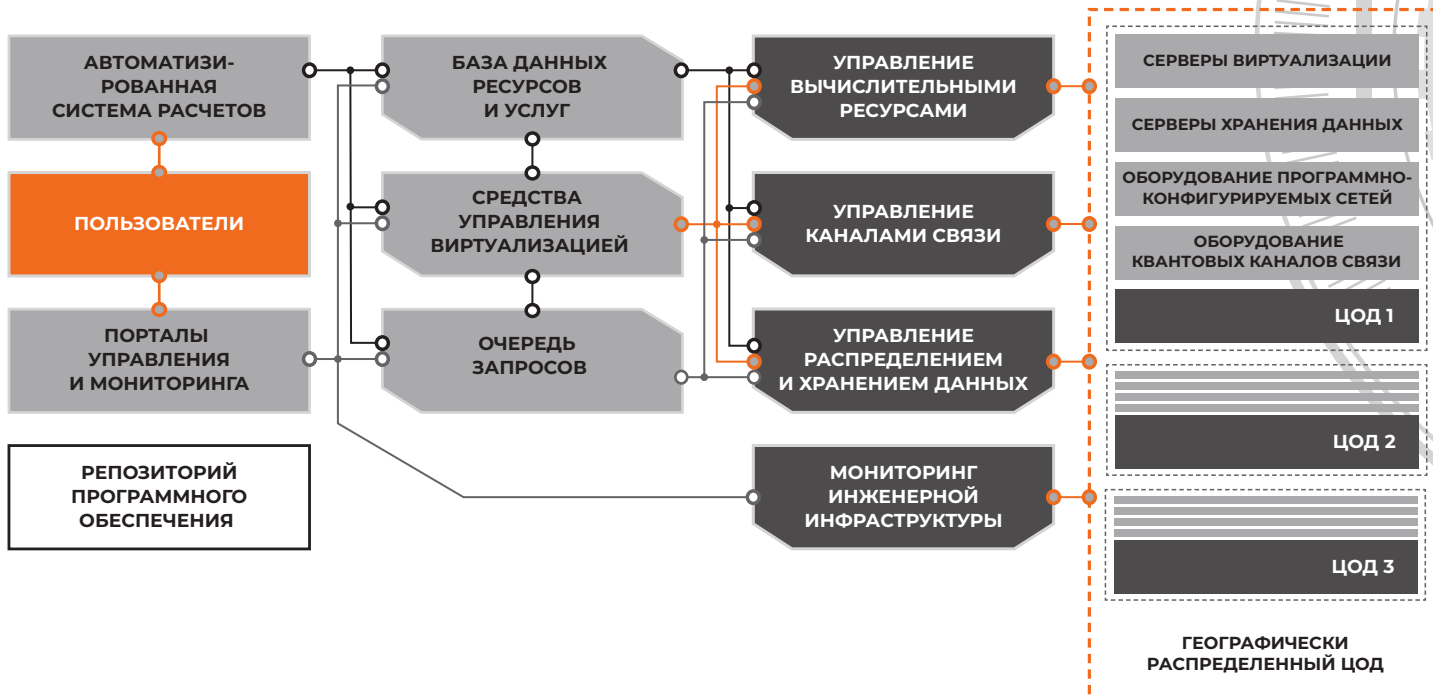 АВТОМАТИЗИ-
РОВАННАЯ
СИСТЕМА РАСЧЕТОВ
ПОЛЬЗОВАТЕЛИ
ПОРТАЛЫ
УПРАВЛЕНИЯ
И МОНИТОРИНГА
РЕПОЗИТОРИЙ
ПРОГРАММНОГО
ОБЕСПЕЧЕНИЯ
БАЗА ДАННЫХ
РЕСУРСОВ
И УСЛУГ
СРЕДСТВА
УПРАВЛЕНИЯ
ВИРТУАЛИЗАЦИЕЙ
ОЧЕРЕДЬ
ЗАПРОСОВ
УПРАВЛЕНИЕ
ВЫЧИСЛИТЕЛЬНЫМИ
РЕСУРСАМИ
УПРАВЛЕНИЕ
КАНАЛАМИ СВЯЗИ
УПРАВЛЕНИЕ
РАСПРЕДЕЛЕНИЕМ
И ХРАНЕНИЕМ ДАННЫХ
МОНИТОРИНГ
ИНЖЕНЕРНОЙ
ИНФРАСТРУКТУРЫ
СЕРВЕРЫ ВИРТУАЛИЗАЦИИ
СЕРВЕРЫ ХРАНЕНИЯ ДАННЫХ
ОБОРУДОВАНИЕ ПРОГРАММНО-
КОНФИГУРИРУЕМЫХ СЕТЕЙ
ОБОРУДОВАНИЕ
КВАНТОВЫХ КАНАЛОВ СВЯЗИ
ЦОД 1
ЦОД 2
ЦОД 3
ГЕОГРАФИЧЕСКИ
РАСПРЕДЕЛЕННЫЙ ЦОД